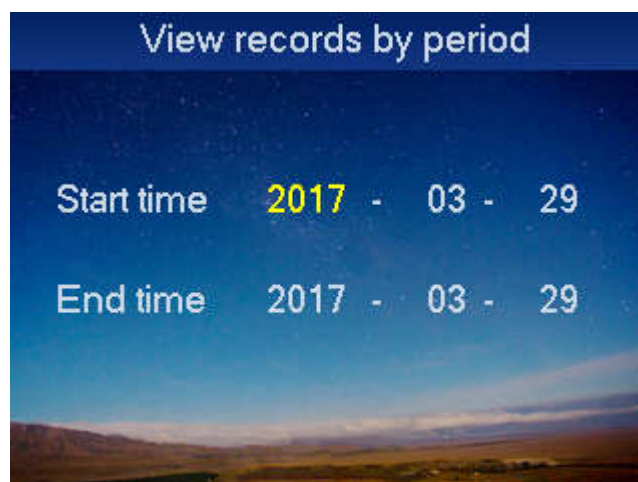 View records by period
Start time 2017 - 03 - 29
End time 2017 - 03 - 29